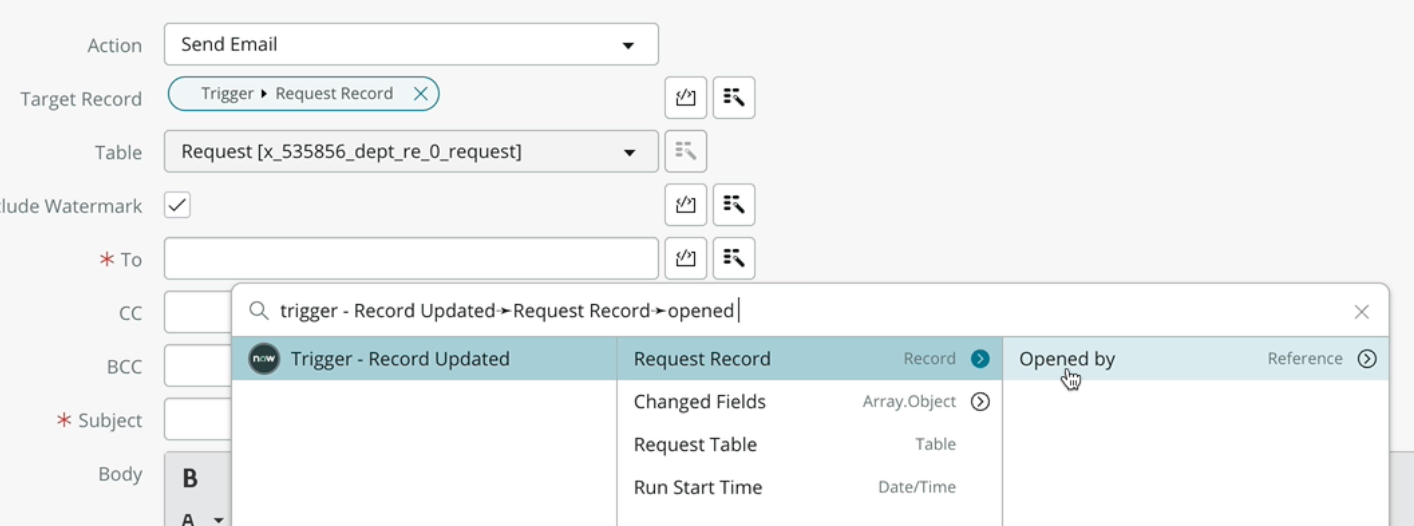 Action Send Email
Target Record Trigger ▸ Request Record
Table Request [x_535856_dept_re_0_request]
clude Watermark
* To
CC
trigger - Record Updated➛Request Record➛opened
now Trigger - Record Updated Request Record Record Opened by Reference
BCC
Changed Fields Array.Object
* Subject
Request Table Table
Body B
Run Start Time Date/Time
A